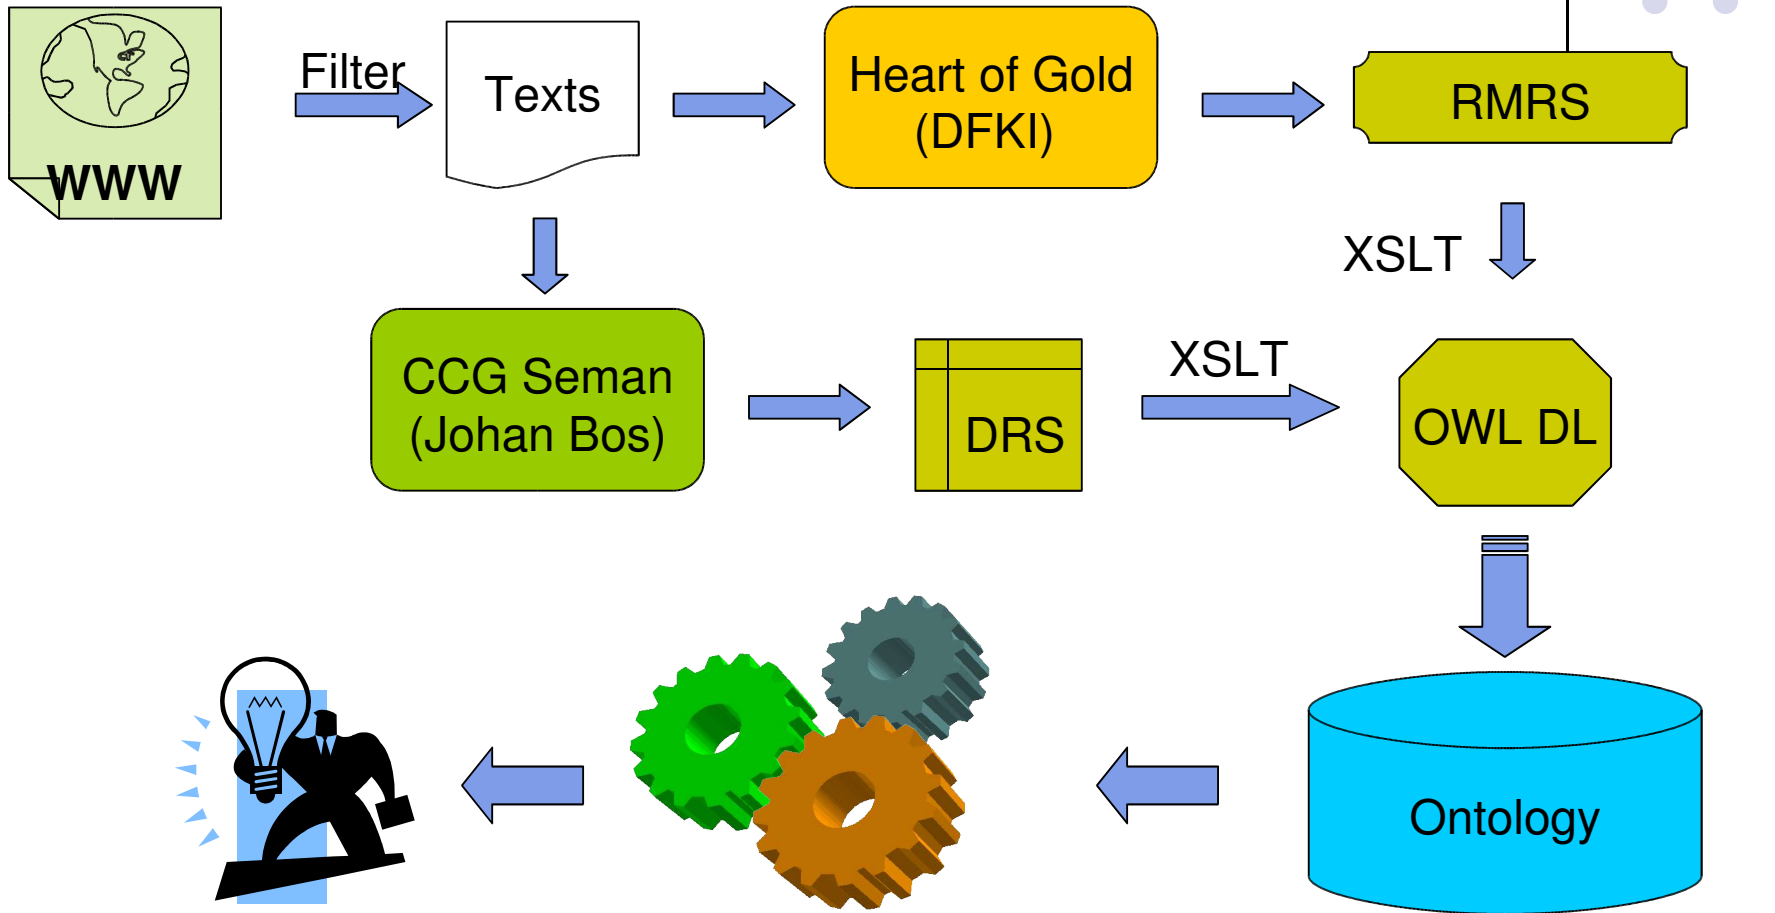 WWW
Filter
Texts
Heart of Gold
(DFKI)
RMRS
XSLT
CCG Seman
(Johan Bos)
DRS
XSLT
OWL DL
Ontology